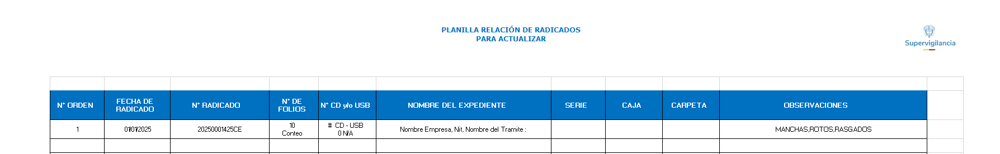 PLANILLA RELACIÓN DE RADICADOS
PARA ACTUALIZAR
Supervigilancia
N° ORDEN
FECHA DE
RADICADO
N° RADICADO
N° DE
FOLIOS
N° CD y/o USB
NOMBRE DEL EXPEDIENTE
SERIE
CAJA
CARPETA
OBSERVACIONES
1
01/01/2025
20250001425CE
10
Conteo
# CD - USB
0 N/A
Nombre Empresa, Nit, Nombre del Tramite :
MANCHAS,ROTOS,RASGADOS